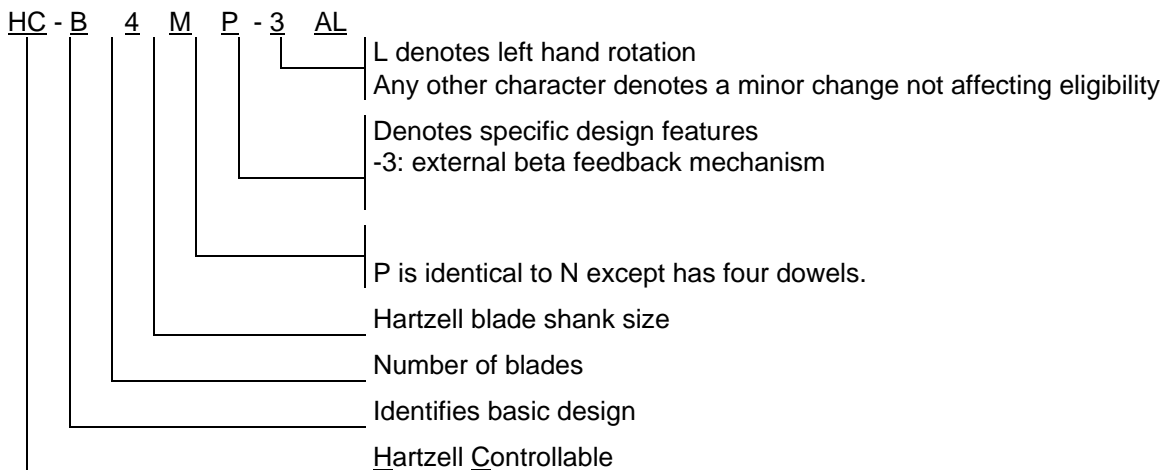 HC - B 4 M P - 3 AL
L denotes left hand rotation
Any other character denotes a minor change not affecting eligibility
Denotes specific design features
-3: external beta feedback mechanism
P is identical to N except has four dowels.
Hartzell blade shank size
Number of blades
Identifies basic design
Hartzell Controllable